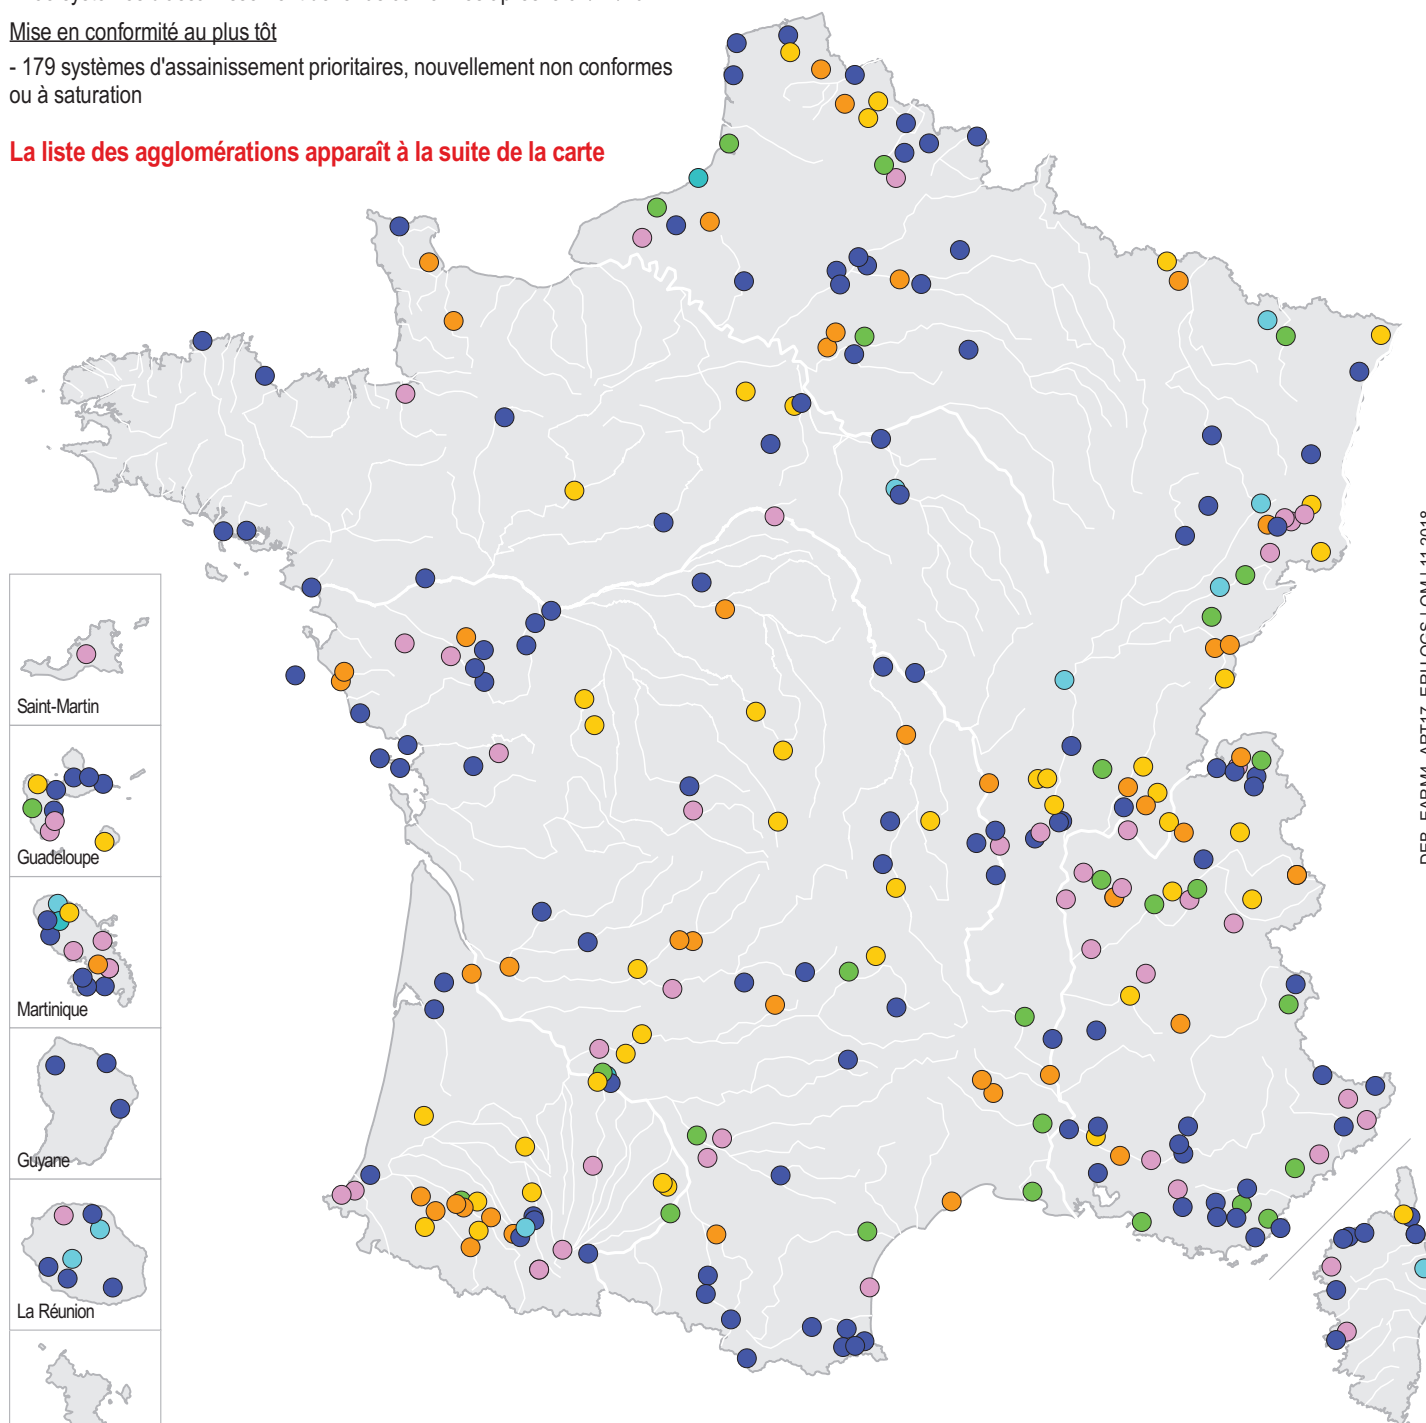 Mise en conformité au plus tôt
- 179 systèmes d'assainissement prioritaires, nouvellement non conformes
ou à saturation
La liste des agglomérations apparaît à la suite de la carte
Saint-Martin
Guadeloupe
Martinique
Guyane
La Réunion